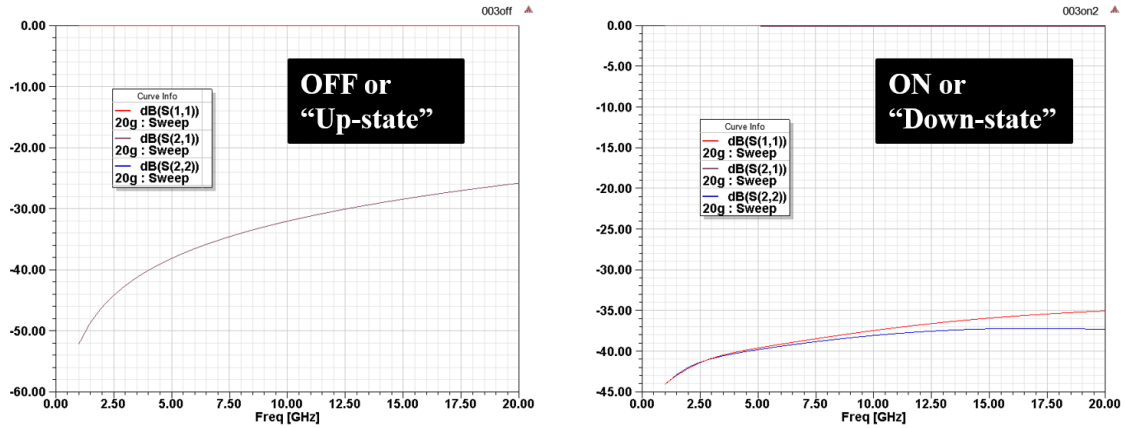 003off
0.00
-10.00
-20.00
-30.00
-40.00
-50.00
-60.00
OFF or
“Up-state”
Curve Info
dB(S(1,1))
20g : Sweep
dB(S(2,1))
20g : Sweep
dB(S(2,2))
20g : Sweep
0.00 2.50 5.00 7.50 10.00 12.50 15.00 17.50 20.00
Freq [GHz]
003on2
0.00
-5.00
-10.00
-15.00
-20.00
-25.00
-30.00
-35.00
-40.00
-45.00
ON or
“Down-state”
Curve Info
dB(S(1,1))
20g : Sweep
dB(S(2,1))
20g : Sweep
dB(S(2,2))
20g : Sweep
0.00 2.50 5.00 7.50 10.00 12.50 15.00 17.50 20.00
Freq [GHz]